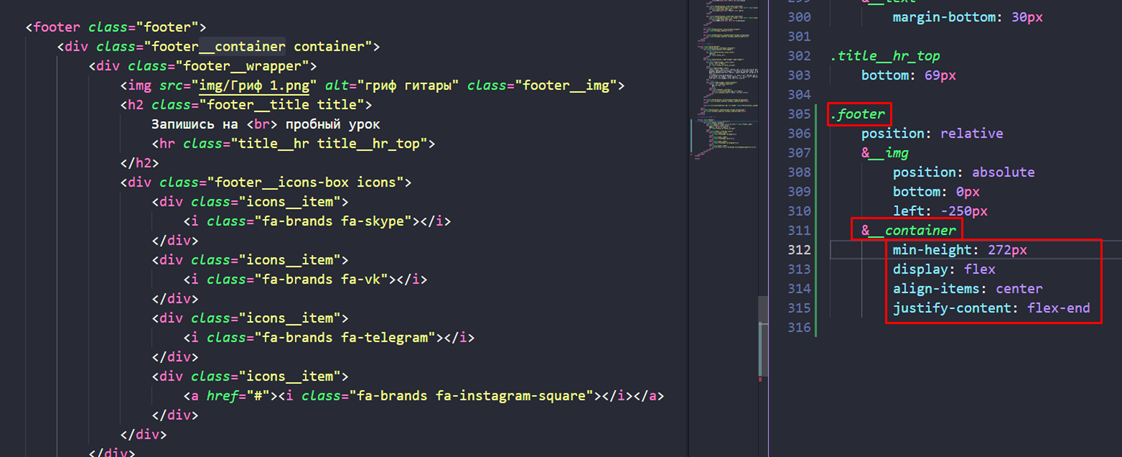 <footer class="footer">
<div class="footer__container container">
<div class="footer__wrapper">
<img src="img/Гриф 1.png" alt="гриф гитары" class="footer__img">
<h2 class="footer__title title">
Запишись на <br> пробный урок
<hr class="title__hr title__hr_top">
</h2>
<div class="footer__icons-box icons">
<div class="icons__item">
<i class="fa-brands fa-skype"></i>
</div>
<div class="icons__item">
<i class="fa-brands fa-vk"></i>
</div>
<div class="icons__item">
<i class="fa-brands fa-telegram"></i>
</div>
<div class="icons__item">
<a href="#"><i class="fa-brands fa-instagram-square"></i></a>
</div>
</div>
</div>
299 &__text
300 margin-bottom: 30px
301
302 .title__hr_top
303 bottom: 69px
304
305 .footer
306 position: relative
307 &__img
308 position: absolute
309 bottom: 0px
310 left: -250px
311 &__container
312 min-height: 272px
313 display: flex
314 align-items: center
315 justify-content: flex-end
316